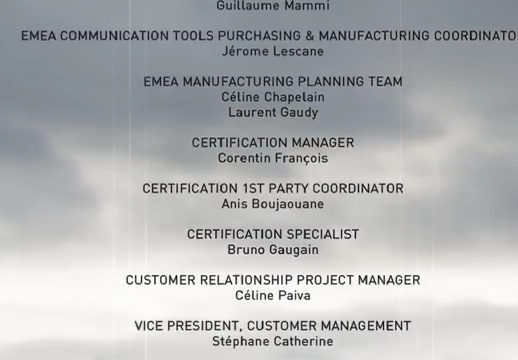 Guillaume Mammi
EMEA COMMUNICATION TOOLS PURCHASING & MANUFACTURING COORDINATO
Jérome Lescane
EMEA MANUFACTURING PLANNING TEAM
Céline Chapelain
Laurent Gaudy
CERTIFICATION MANAGER
Corentin François
CERTIFICATION 1ST PARTY COORDINATOR
Anis Boujaouane
CERTIFICATION SPECIALIST
Bruno Gaugain
CUSTOMER RELATIONSHIP PROJECT MANAGER
Céline Paiva
VICE PRESIDENT, CUSTOMER MANAGEMENT
Stéphane Catherine